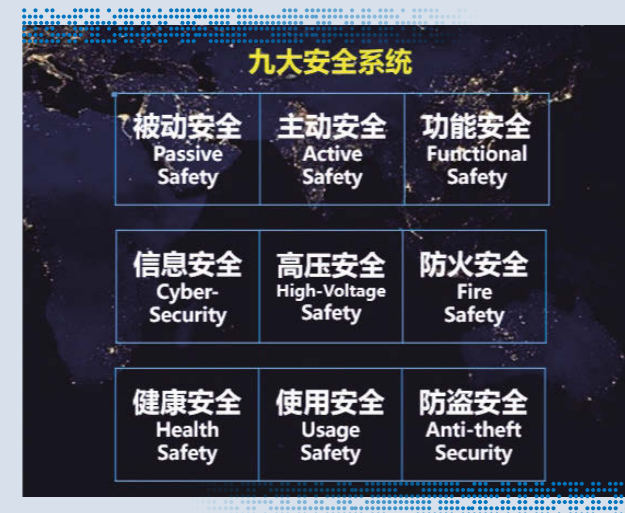 九大安全系统
被动安全
Passive
Safety
主动安全
Active
Safety
功能安全
Functional
Safety
信息安全
Cyber-
Security
高压安全
High-Voltage
Safety
防火安全
Fire
Safety
健康安全
Health
Safety
使用安全
Usage
Safety
防盗安全
Anti-theft
Security